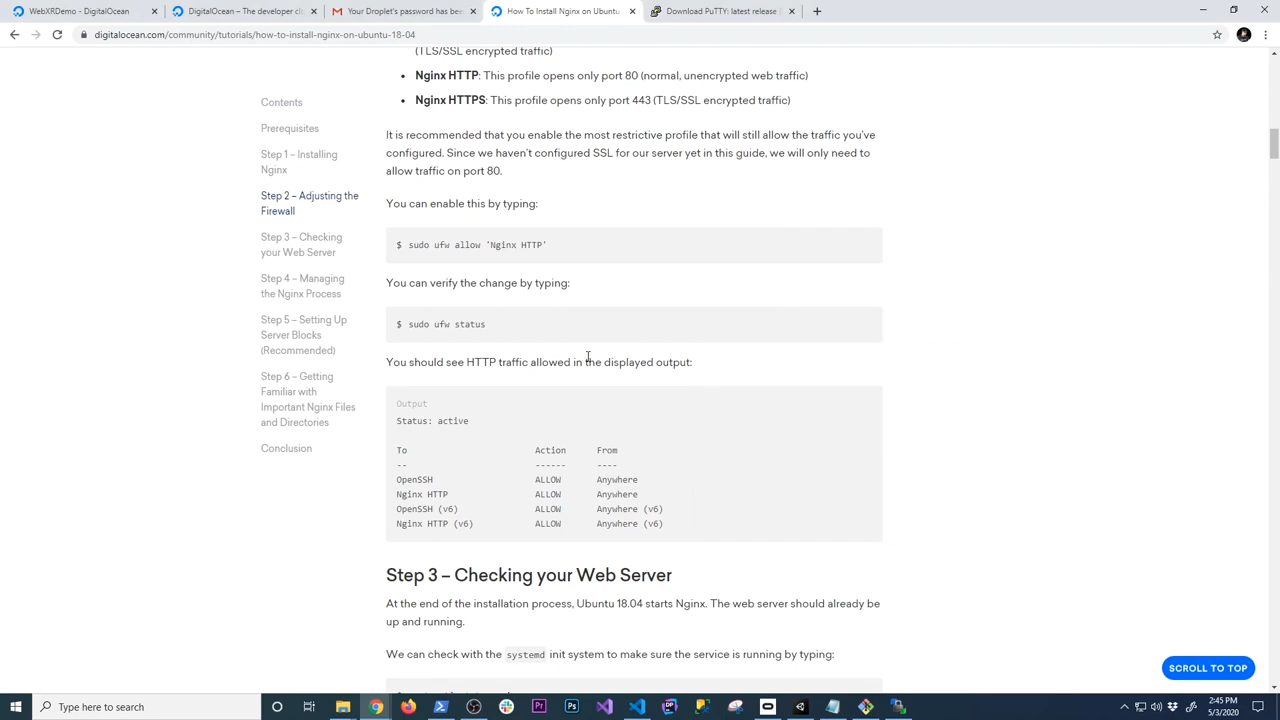 WebXRDemo - DigitalOcean
DigitalOcean – The developer cl
Your Droplet's password has bee
How To Install Nginx on Ubuntu
Download PuTTY: latest release (
digitalocean.com/community/tutorials/how-to-install-nginx-on-ubuntu-18-04
(TLS/SSL encrypted traffic)
Nginx HTTP: This profile opens only port 80 (normal, unencrypted web traffic)
Nginx HTTPS: This profile opens only port 443 (TLS/SSL encrypted traffic)
It is recommended that you enable the most restrictive profile that will still allow the traffic you've
configured. Since we haven't configured SSL for our server yet in this guide, we will only need to
allow traffic on port 80.
You can enable this by typing:
$ sudo ufw allow 'Nginx HTTP'
You can verify the change by typing:
$ sudo ufw status
You should see HTTP traffic allowed in the displayed output:
Output
Status: active
To Action From
-- ------ ----
OpenSSH ALLOW Anywhere
Nginx HTTP ALLOW Anywhere
OpenSSH (v6) ALLOW Anywhere (v6)
Nginx HTTP (v6) ALLOW Anywhere (v6)
Step 3 – Checking your Web Server
At the end of the installation process, Ubuntu 18.04 starts Nginx. The web server should already be
up and running.
We can check with the systemd init system to make sure the service is running by typing:
Contents
Prerequisites
Step 1 – Installing
Nginx
Step 2 – Adjusting the
Firewall
Step 3 – Checking
your Web Server
Step 4 – Managing
the Nginx Process
Step 5 – Setting Up
Server Blocks
(Recommended)
Step 6 – Getting
Familiar with
Important Nginx Files
and Directories
Conclusion
SCROLL TO TOP
Type here to search
2:45 PM
5/3/2020